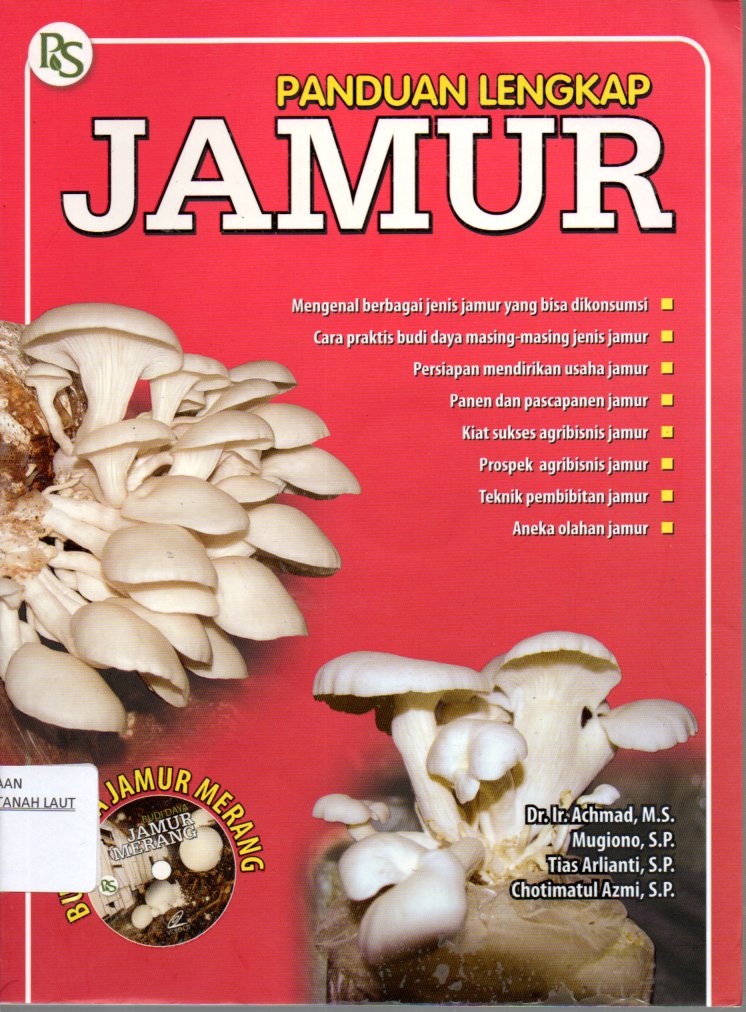 PS
PANDUAN LENGKAP
JAMUR
Mengenal berbagai jenis jamur yang bisa dikonsumsi
Cara praktis budi daya masing-masing jenis jamur
Persiapan mendirikan usaha jamur
Panen dan pascapanen jamur
Kiat sukses agribisnis jamur
Prospek agribisnis jamur
Teknik pembibitan jamur
Aneka olahan jamur
AAN
TANAH LAUT
JAMUR MERANG
BUDI DAYA
JAMUR
MERANG
PS
Dr. Ir. Achmad, M.S.
Mugiono, S.P.
Tias Arlianti, S.P.
Chotimatul Azmi, S.P.